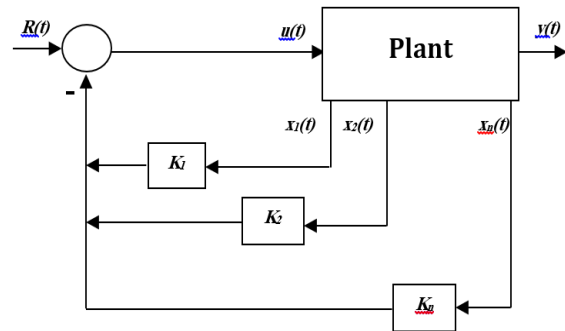 R(t)
u(t)
Plant
y(t)
-
x1(t) x2(t) xn(t)
K1
K2
Kn